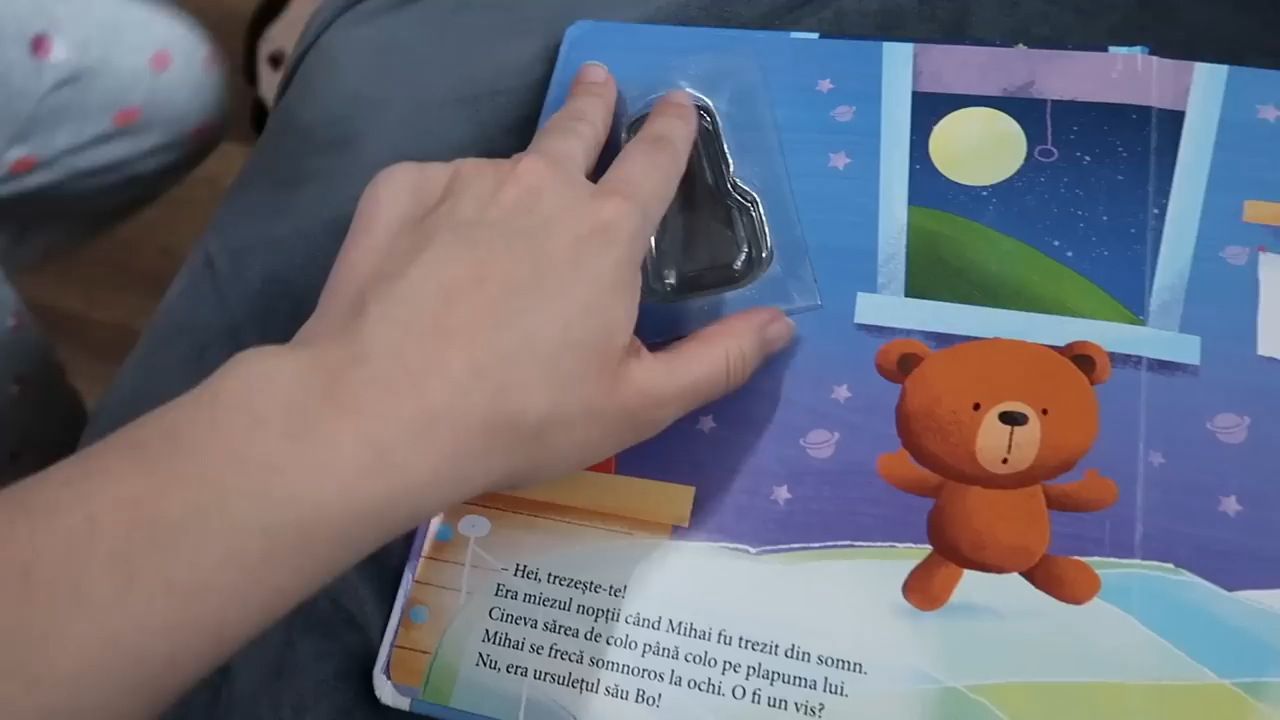 – Hei, trezește-te!
Era miezul nopții când Mihai fu trezit din somn.
Cineva sărea de colo până colo pe plapuma lui.
Mihai se frecă somnoros la ochi. O fi un vis?
Nu, era ursulețul său Bo!